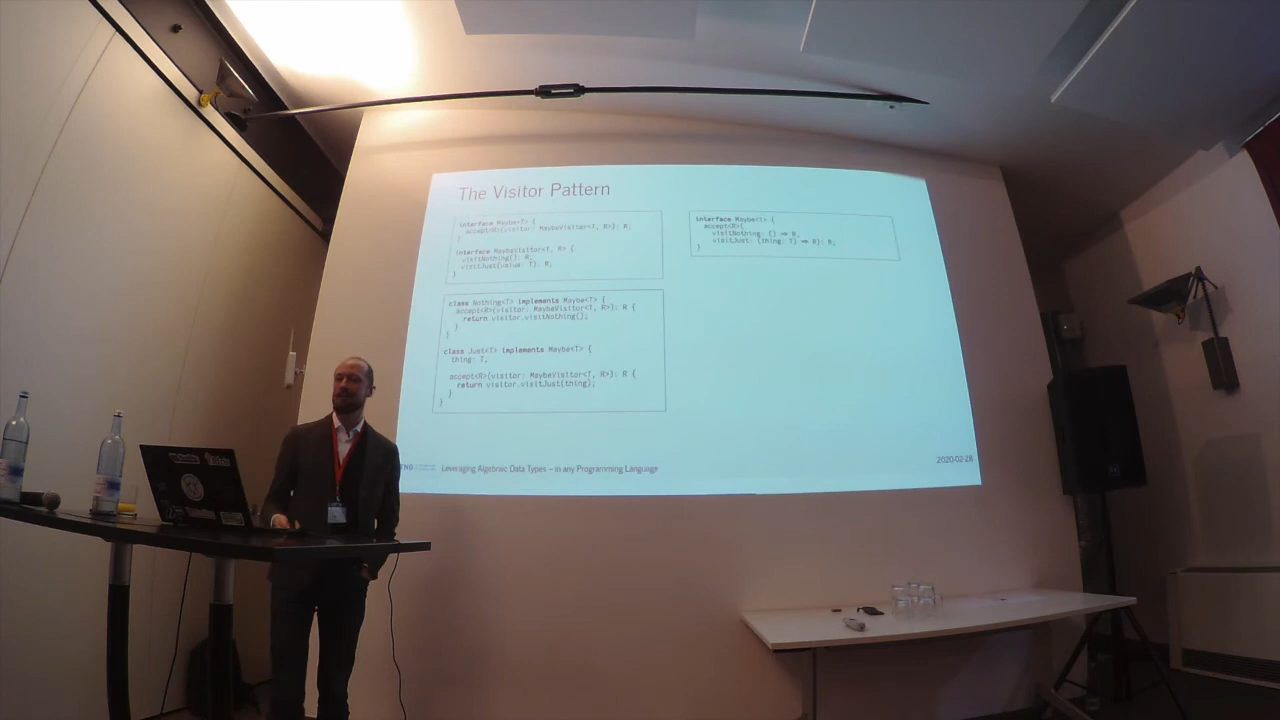 The Visitor Pattern
interface Maybe<T> {
accept<R>(visitor: MaybeVisitor<T, R>): R;
}
interface MaybeVisitor<T, R> {
visitNothing(): R,
visitJust(value: T): R,
}
class Nothing<T> implements Maybe<T> {
accept<R>(visitor: MaybeVisitor<T, R>): R {
return visitor.visitNothing();
}
}
class Just<T> implements Maybe<T> {
thing: T,
accept<R>(visitor: MaybeVisitor<T, R>): R {
return visitor.visitJust(thing);
}
}
interface Maybe<T> {
accept<R>(
visitNothing: () => R,
visitJust: (thing: T) => R): R;
}
Leveraging Algebraic Data Types – in any Programming Language
2020-02-28